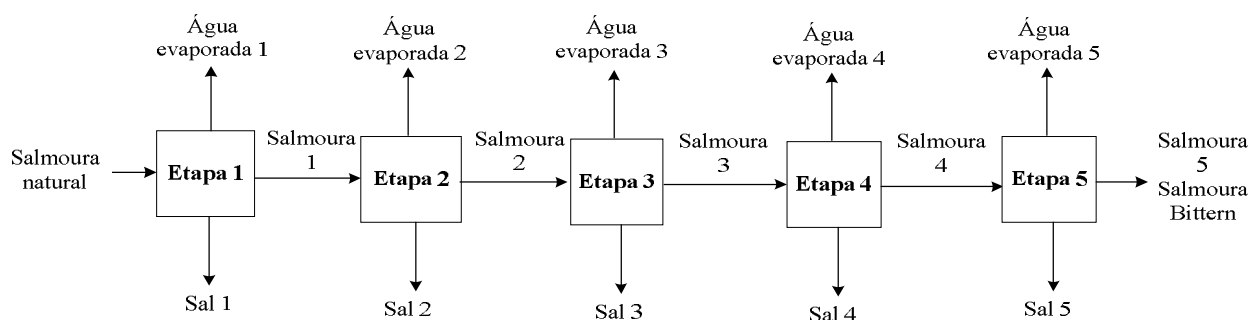 Água
evaporada 1
Água
evaporada 2
Água
evaporada 3
Água
evaporada 4
Água
evaporada 5
Salmoura
natural
Etapa 1
Salmoura
1
Etapa 2
Salmoura
2
Etapa 3
Salmoura
3
Etapa 4
Salmoura
4
Etapa 5
Salmoura
5
Salmoura
Bittern
Sal 1
Sal 2
Sal 3
Sal 4
Sal 5